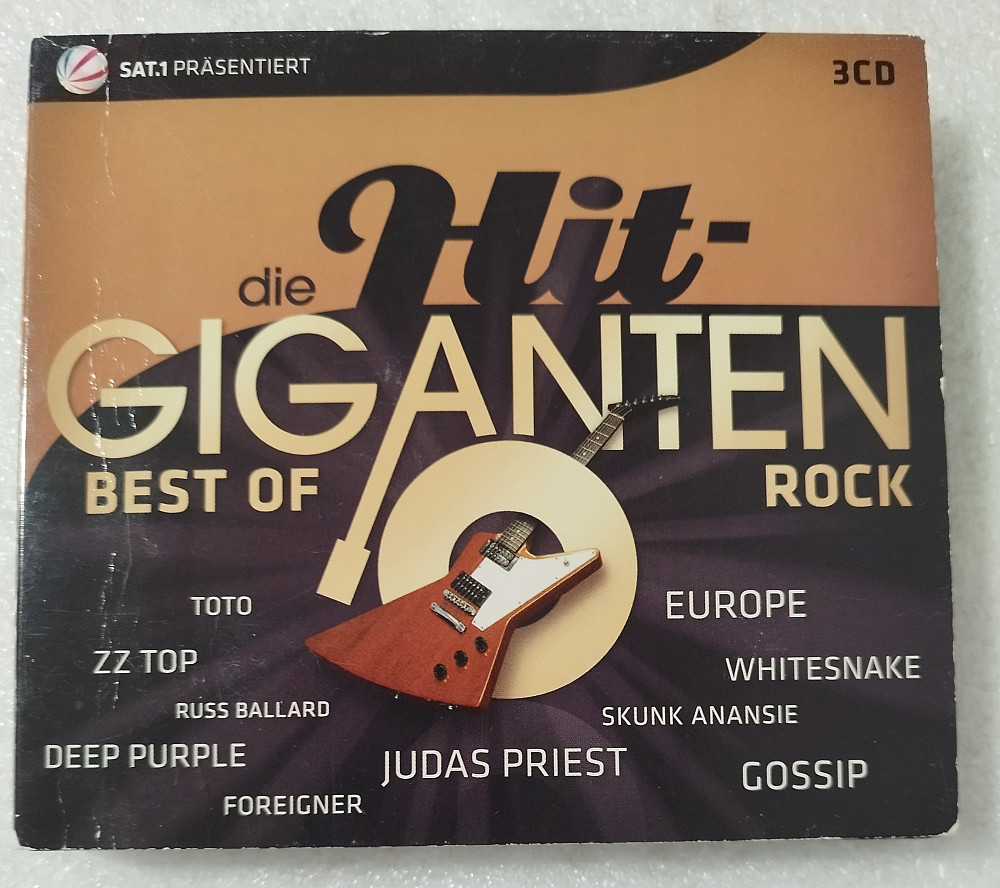 SAT.1 PRÄSENTIERT
3CD
die Hit-
GIGANTEN
BEST OF ROCK
TOTO
EUROPE
ZZ TOP
WHITESNAKE
RUSS BALLARD
SKUNK ANANSIE
DEEP PURPLE
JUDAS PRIEST
GOSSIP
FOREIGNER